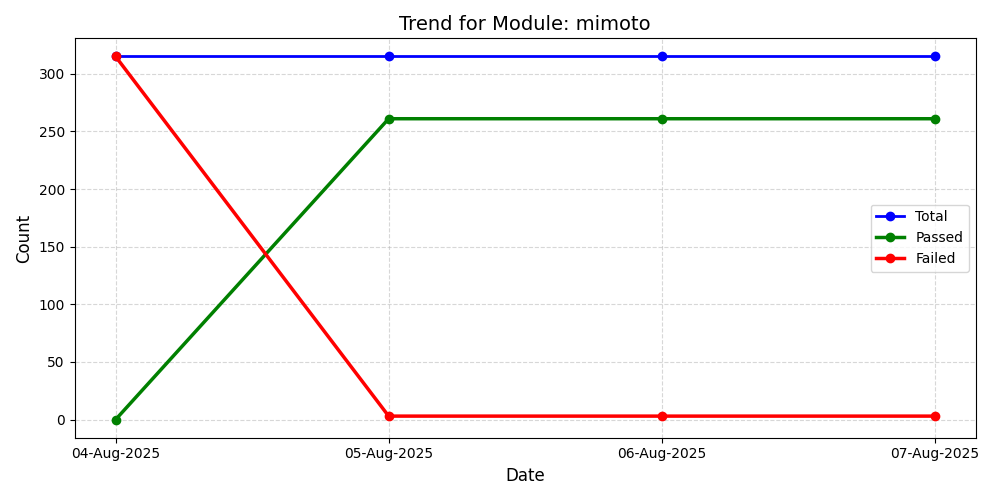 Trend for Module: mimoto
300
250
200
150
100
50
0
Count
Total
Passed
Failed
04-Aug-2025
05-Aug-2025
06-Aug-2025
07-Aug-2025
Date